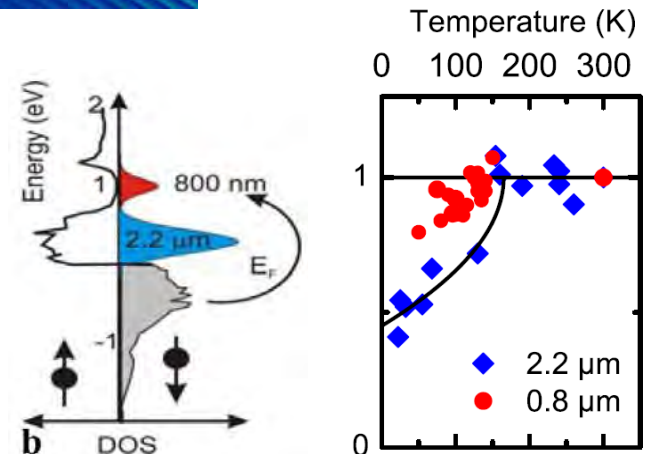 Energy (eV)
2
1
-1
800 nm
2.2 µm
E_F
b
DOS
Temperature (K)
0 100 200 300
1
0
2.2 µm
0.8 µm